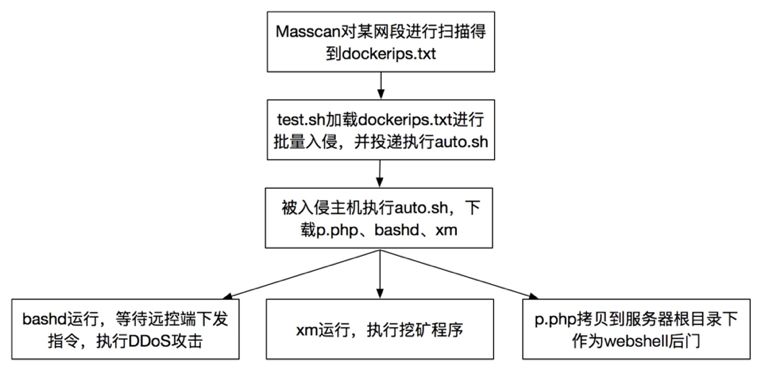 Masscan对某网段进行扫描得
到dockerips.txt
test.sh加载dockerips.txt进行
批量入侵，并投递执行auto.sh
被入侵主机执行auto.sh，下
载p.php、bashd、xm
bashd运行，等待远控端下发
指令，执行DDoS攻击
xm运行，执行挖矿程序
p.php拷贝到服务器根目录下
作为webshell后门